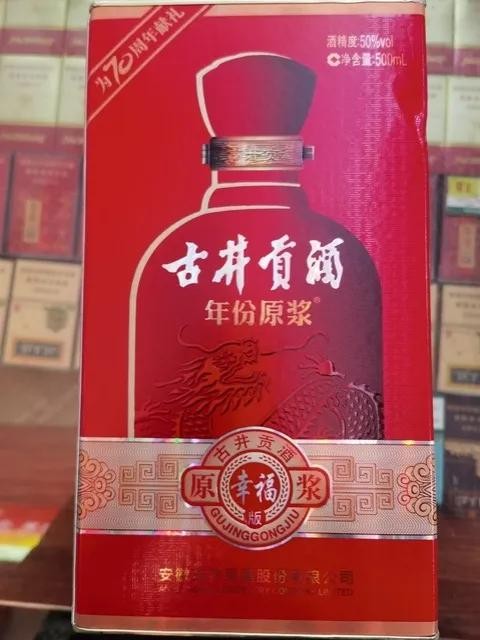 为70周年献礼
酒精度:50%vol
净含量:500mL
古井贡酒
年份原浆®
古井贡酒
原 幸福 浆
版
GUJINGGONGJIU
安徽 股份有限公司
LIMITED